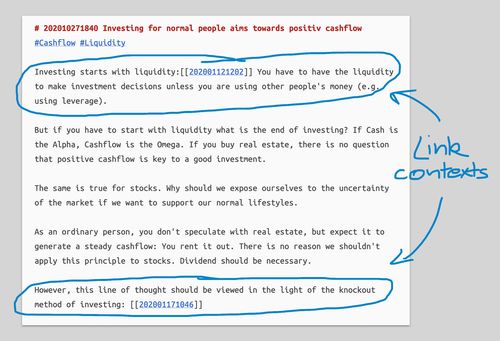 # 202010271840 Investing for normal people aims towards positiv cashflow
#Cashflow #Liquidity
Investing starts with liquidity:[[202001121202]] You have to have the liquidity
to make investment decisions unless you are using other people's money (e.g.
using leverage).
But if you have to start with liquidity what is the end of investing? If Cash is
the Alpha, Cashflow is the Omega. If you buy real estate, there is no question
that positive cashflow is key to a good investment.
The same is true for stocks. Why should we expose ourselves to the uncertainty
of the market if we want to support our normal lifestyles.
As an ordinary person, you don't speculate with real estate, but expect it to
generate a steady cashflow: You rent it out. There is no reason we shouldn't
apply this principle to stocks. Dividend should be necessary.
However, this line of thought should be viewed in the light of the knockout
method of investing: [[202001171046]]
Link
contexts